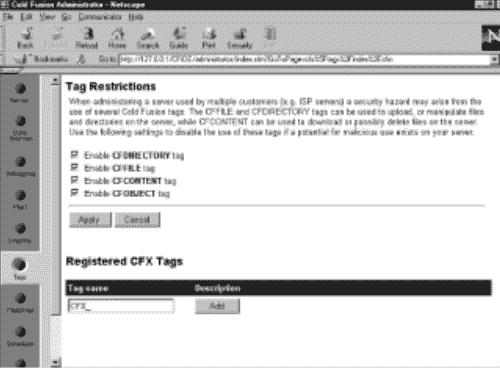 Cold Fusion Administrator - Netscape
File Edit View Go Communicator Help
Back Reload Home Search Guide Print Security
Bookmarks
Server
Data Sources
Debugging
Mail
Logging
Tags
Mappings
Scheduler
Tag Restrictions
When administering a server used by multiple customers (e.g. ISP servers) a security hazard may arise from the
use of several Cold Fusion tags. The CFFILE and CFDIRECTORY tags can be used to upload, or manipulate files
and directories on the server, while CFCONTENT can be used to download or possibly delete files on the server.
Use the following settings to disable the use of these tags if a potential for malicious use exists on your server.
Enable CFDIRECTORY tag
Enable CFFILE tag
Enable CFCONTENT tag
Enable CFOBJECT tag
Apply Cancel
Registered CFX Tags
Tag name Description
CFX_ Add